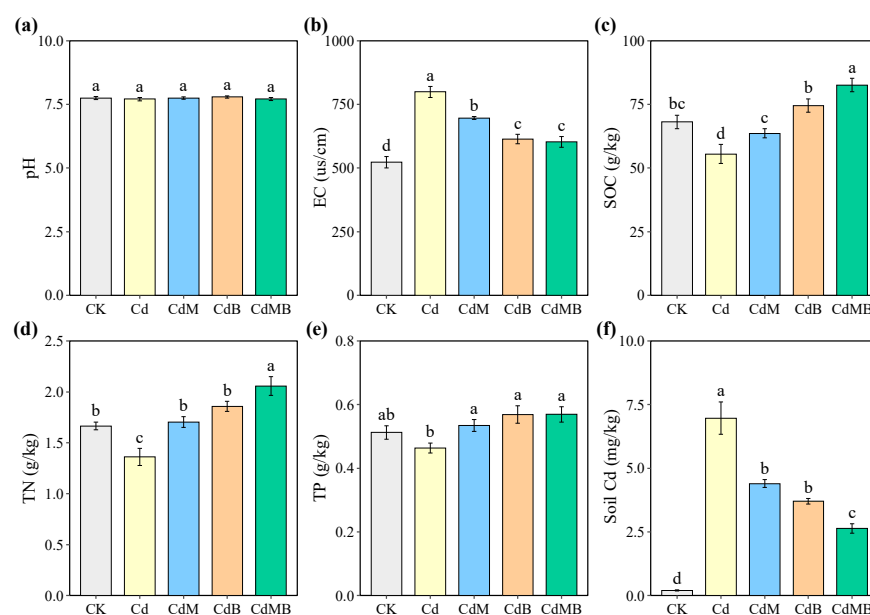 (a)
10.0
7.5
5.0
2.5
0.0
pH
a a a a a
CK Cd CdM CdB CdMB
(b)
1000
750
500
250
0
EC (us/cm)
d a b c c
CK Cd CdM CdB CdMB
(c)
100
75
50
25
0
SOC (g/kg)
bc d c b a
CK Cd CdM CdB CdMB
(d)
2.5
2.0
1.5
1.0
0.5
0.0
TN (g/kg)
b c b b a
CK Cd CdM CdB CdMB
(e)
0.8
0.6
0.4
0.2
0.0
TP (g/kg)
ab b a a a
CK Cd CdM CdB CdMB
(f)
10.0
7.5
5.0
2.5
0.0
Soil Cd (mg/kg)
d a b b c
CK Cd CdM CdB CdMB